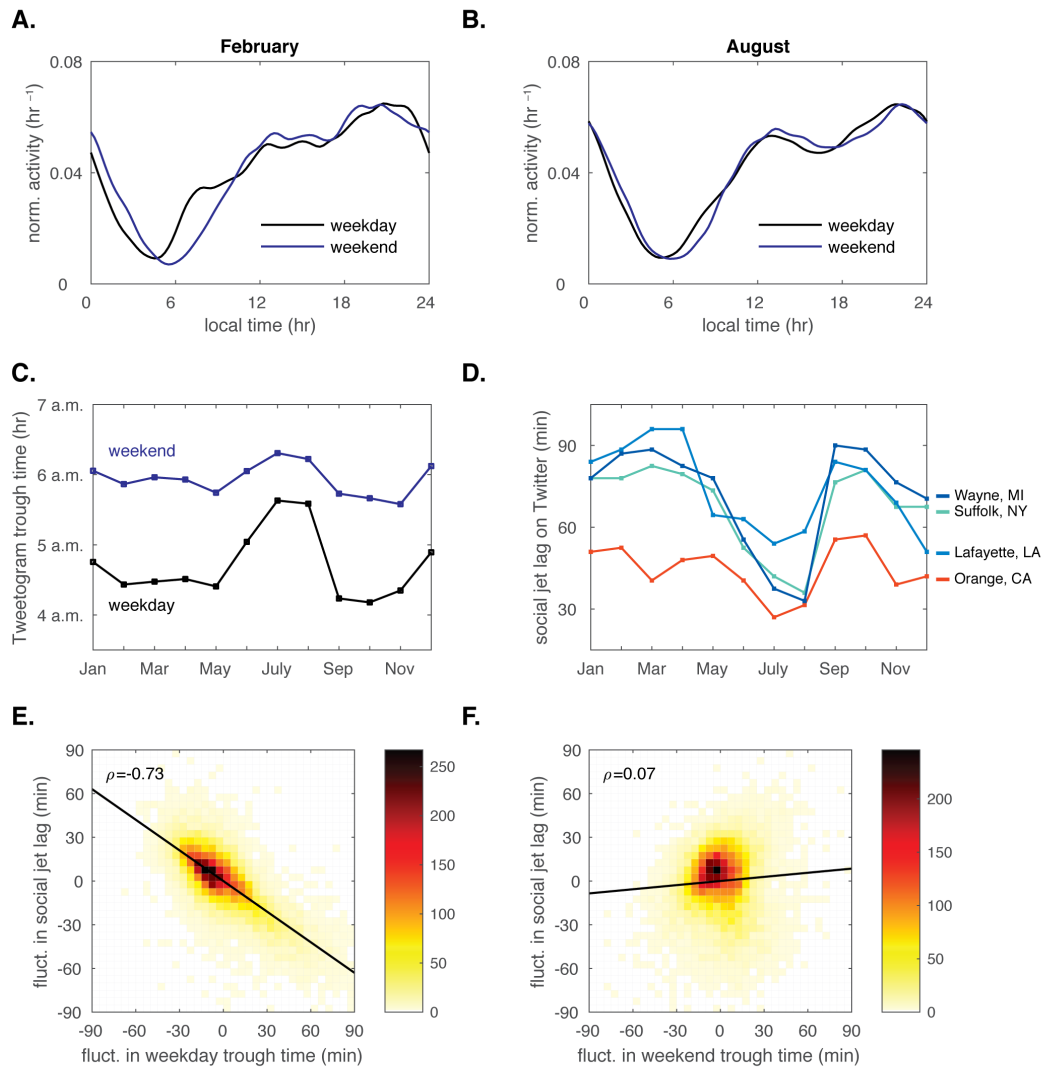 A.
February
0.08
0.04
0
norm. activity (hr ⁻¹)
weekday
weekend
0 6 12 18 24
local time (hr)
B.
August
0.08
0.04
0
norm. activity (hr ⁻¹)
weekday
weekend
0 6 12 18 24
local time (hr)
C.
7 a.m.
6 a.m.
5 a.m.
4 a.m.
Tweetogram trough time (hr)
weekend
weekday
Jan Mar May July Sep Nov
D.
90
60
30
social jet lag on Twitter (min)
Wayne, MI
Suffolk, NY
Lafayette, LA
Orange, CA
Jan Mar May July Sep Nov
E.
90
60
30
0
-30
-60
-90
fluct. in social jet lag (min)
ρ=-0.73
250
200
150
100
50
0
-90 -60 -30 0 30 60 90
fluct. in weekday trough time (min)
F.
90
60
30
0
-30
-60
-90
fluct. in social jet lag (min)
ρ=0.07
200
150
100
50
0
-90 -60 -30 0 30 60 90
fluct. in weekend trough time (min)